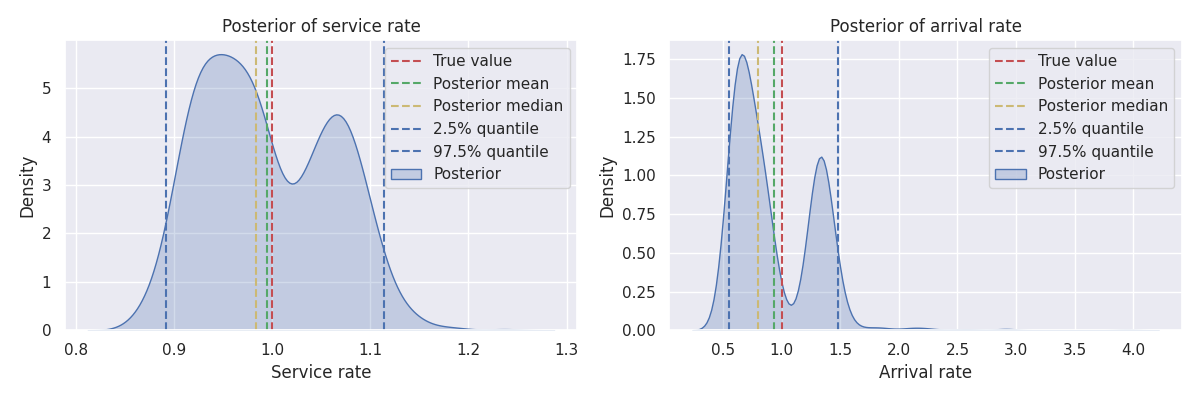 Posterior of service rate
5
4
3
2
1
0
Density
0.8 0.9 1.0 1.1 1.2 1.3
Service rate
True value
Posterior mean
Posterior median
2.5% quantile
97.5% quantile
Posterior
Posterior of arrival rate
1.75
1.50
1.25
1.00
0.75
0.50
0.25
0.00
Density
0.5 1.0 1.5 2.0 2.5 3.0 3.5 4.0
Arrival rate
True value
Posterior mean
Posterior median
2.5% quantile
97.5% quantile
Posterior